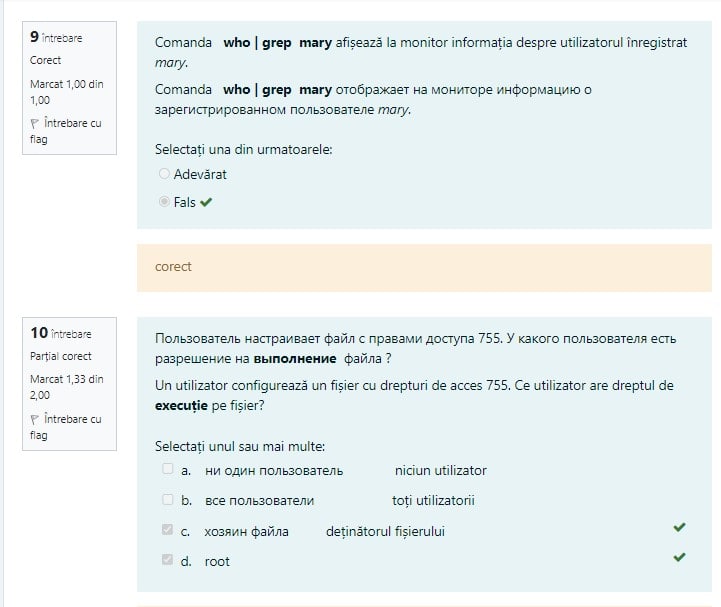 9 întrebare
Corect
Marcat 1,00 din
1,00
Întrebare cu
flag
Comanda who | grep mary afișează la monitor informația despre utilizatorul înregistrat
mary.
Comanda who | grep mary отображает на мониторе информацию о
зарегистрированном пользователе mary.
Selectați una din urmatoarele:
Adevărat
Fals
corect
10 întrebare
Parțial corect
Marcat 1,33 din
2,00
Întrebare cu
flag
Пользователь настраивает файл с правами доступа 755. У какого пользователя есть
разрешение на выполнение файла ?
Un utilizator configurează un fișier cu drepturi de acces 755. Ce utilizator are dreptul de
execuție pe fișier?
Selectați unul sau mai multe:
a. ни один пользователь niciun utilizator
b. все пользователи toți utilizatorii
c. хозяин файла deținătorul fișierului
d. root